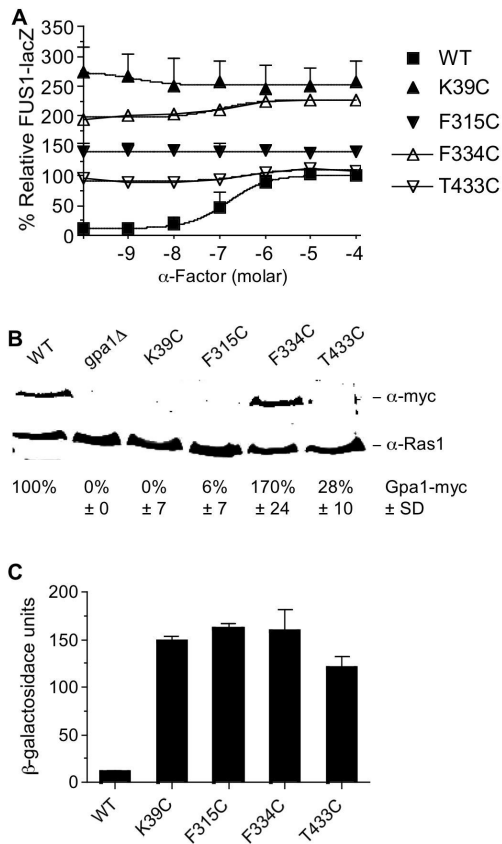 A
% Relative FUS1-lacZ
350
300
250
200
150
100
50
0
-9
-8
-7
-6
-5
-4
α-Factor (molar)
WT
K39C
F315C
F334C
T433C
B
WT
gpa1Δ
K39C
F315C
F334C
T433C
– α-myc
– α-Ras1
100% 0% 0% 6% 170% 28% Gpa1-myc
± 0 ± 7 ± 7 ± 24 ± 10 ± SD
C
β-galactosidace units
200
150
100
50
0
WT
K39C
F315C
F334C
T433C